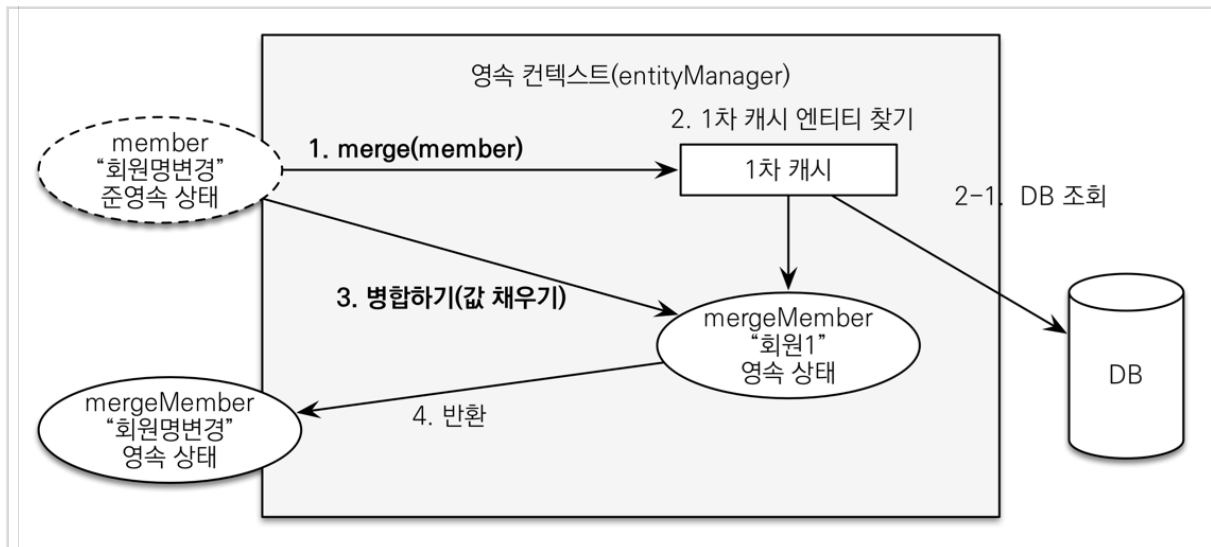 영속 컨텍스트(entityManager)
2. 1차 캐시 엔티티 찾기
member
“회원명변경”
준영속 상태
1. merge(member)
1차 캐시
2-1. DB 조회
3. 병합하기(값 채우기)
mergeMember
“회원1”
영속 상태
DB
mergeMember
“회원명변경”
영속 상태
4. 반환